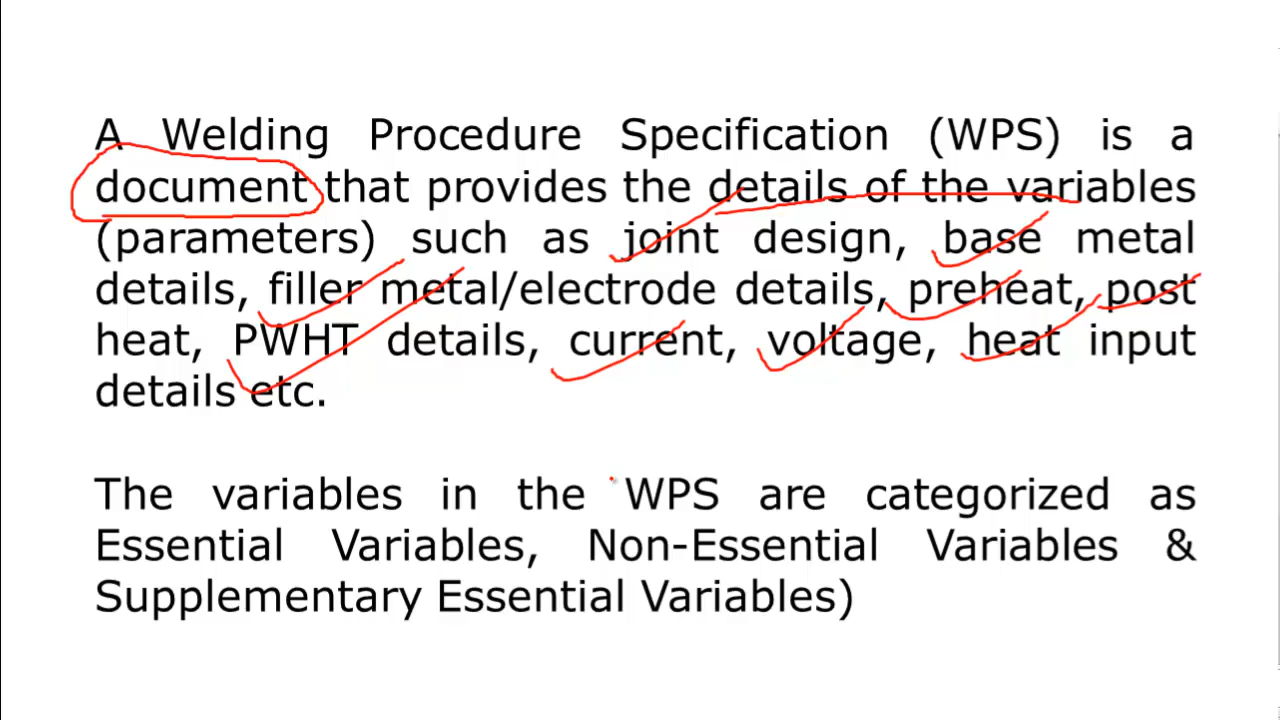 A Welding Procedure Specification (WPS) is a
document that provides the details of the variables
(parameters) such as joint design, base metal
details, filler metal/electrode details, preheat, post
heat, PWHT details, current, voltage, heat input
details etc.
The variables in the WPS are categorized as
Essential Variables, Non-Essential Variables &
Supplementary Essential Variables)